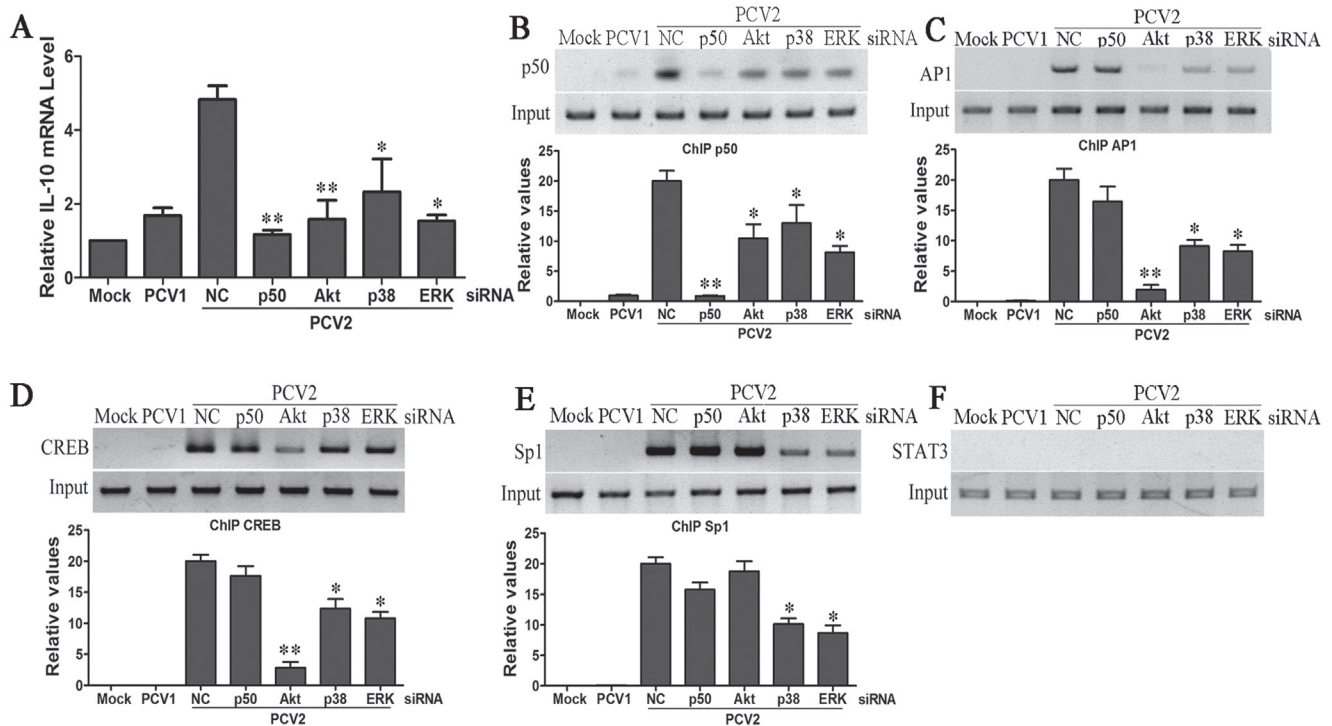 A
Relative IL-10 mRNA Level
6
4
2
0
**
**
*
*
Mock PCV1 NC p50 Akt p38 ERK siRNA
PCV2
B
PCV2
Mock PCV1 NC p50 Akt p38 ERK siRNA
p50
Input
ChIP p50
Relative values
25
20
15
10
5
0
**
*
*
*
Mock PCV1 NC p50 Akt p38 ERK siRNA
PCV2
C
PCV2
Mock PCV1 NC p50 Akt p38 ERK siRNA
AP1
Input
ChIP AP1
Relative values
25
20
15
10
5
0
**
*
*
Mock PCV1 NC p50 Akt p38 ERK siRNA
PCV2
D
PCV2
Mock PCV1 NC p50 Akt p38 ERK siRNA
CREB
Input
ChIP CREB
Relative values
25
20
15
10
5
0
**
*
*
Mock PCV1 NC p50 Akt p38 ERK siRNA
PCV2
E
PCV2
Mock PCV1 NC p50 Akt p38 ERK siRNA
Sp1
Input
ChIP Sp1
Relative values
25
20
15
10
5
0
*
*
Mock PCV1 NC p50 Akt p38 ERK siRNA
PCV2
F
PCV2
Mock PCV1 NC p50 Akt p38 ERK siRNA
STAT3
Input